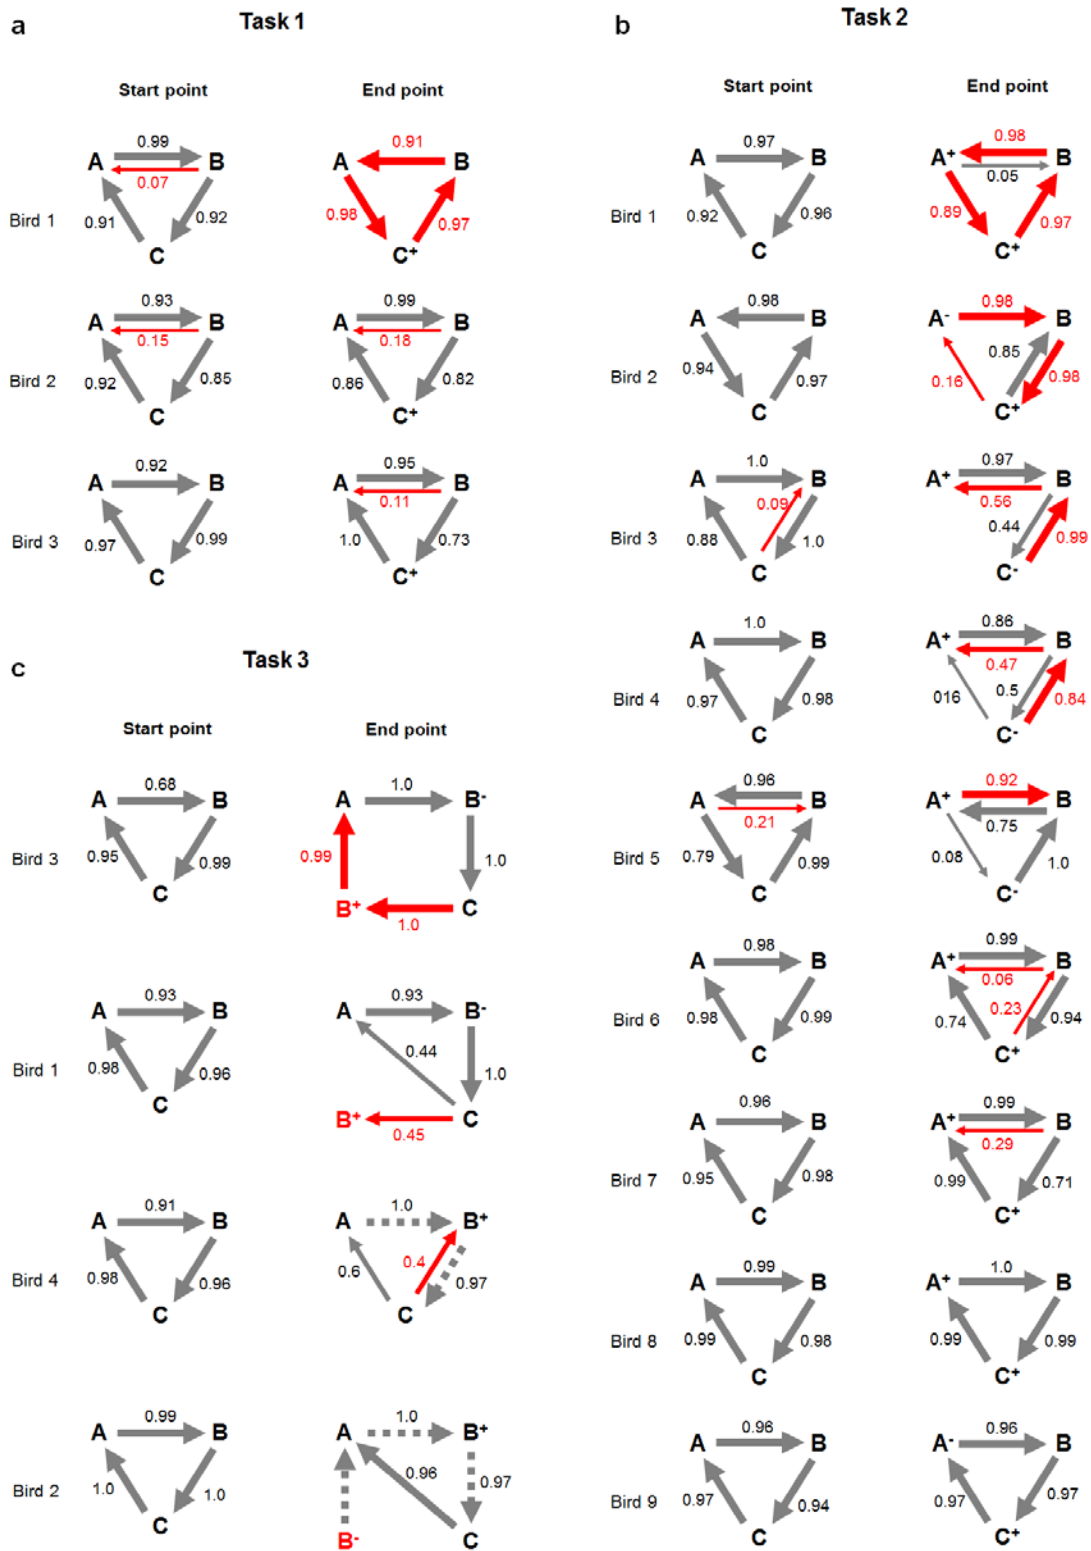 a
Task 1
Start point
End point
Bird 1
A 0.99 B
0.07
0.91 0.92
C
A 0.91 B
0.98 0.97
C+
Bird 2
A 0.93 B
0.15
0.92 0.85
C
A 0.99 B
0.18
0.86 0.82
C+
Bird 3
A 0.92 B
0.97 0.99
C
A 0.95 B
0.11
1.0 0.73
C+
b
Task 2
Start point
End point
Bird 1
A 0.97 B
0.92 0.96
C
A+ 0.98 B
0.05
0.89 0.97
C+
Bird 2
A 0.98 B
0.94 0.97
C
A- 0.98 B
0.85
0.16 0.98
C+
Bird 3
A 1.0 B
0.09
0.88 1.0
C
A+ 0.97 B
0.56
0.44 0.99
C-
Bird 4
A 1.0 B
0.97 0.98
C
A+ 0.86 B
0.47
016 0.5 0.84
C-
Bird 5
A 0.96 B
0.21
0.79 0.99
C
A+ 0.92 B
0.75
0.08 1.0
C-
Bird 6
A 0.98 B
0.98 0.99
C
A+ 0.99 B
0.06
0.23
0.74 0.94
C+
Bird 7
A 0.96 B
0.95 0.98
C
A+ 0.99 B
0.29
0.99 0.71
C+
Bird 8
A 0.99 B
0.99 0.98
C
A+ 1.0 B
0.99 0.99
C+
Bird 9
A 0.96 B
0.97 0.94
C
A- 0.96 B
0.97 0.97
C+
c
Task 3
Start point
End point
Bird 3
A 0.68 B
0.95 0.99
C
A 1.0 B-
0.99 1.0
B+ 1.0 C
Bird 1
A 0.93 B
0.98 0.96
C
A 0.93 B-
0.44 1.0
B+ 0.45 C
Bird 4
A 0.91 B
0.98 0.96
C
A 1.0 B+
0.6 0.4 0.97
C
Bird 2
A 0.99 B
1.0 1.0
C
A 1.0 B+
0.96 0.97
B- C